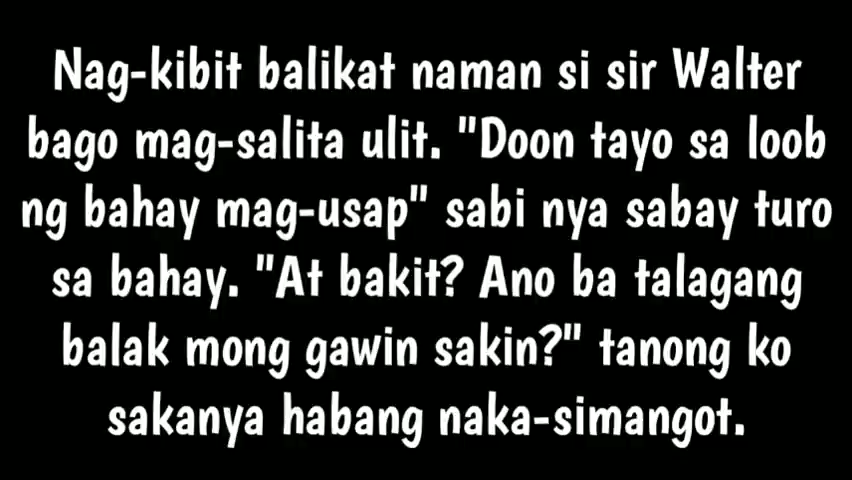 Nag-kibit balikat naman si sir Walter
bago mag-salita ulit. "Doon tayo sa loob
ng bahay mag-usap" sabi nya sabay turo
sa bahay. "At bakit? Ano ba talagang
balak mong gawin sakin?" tanong ko
sakanya habang naka-simangot.